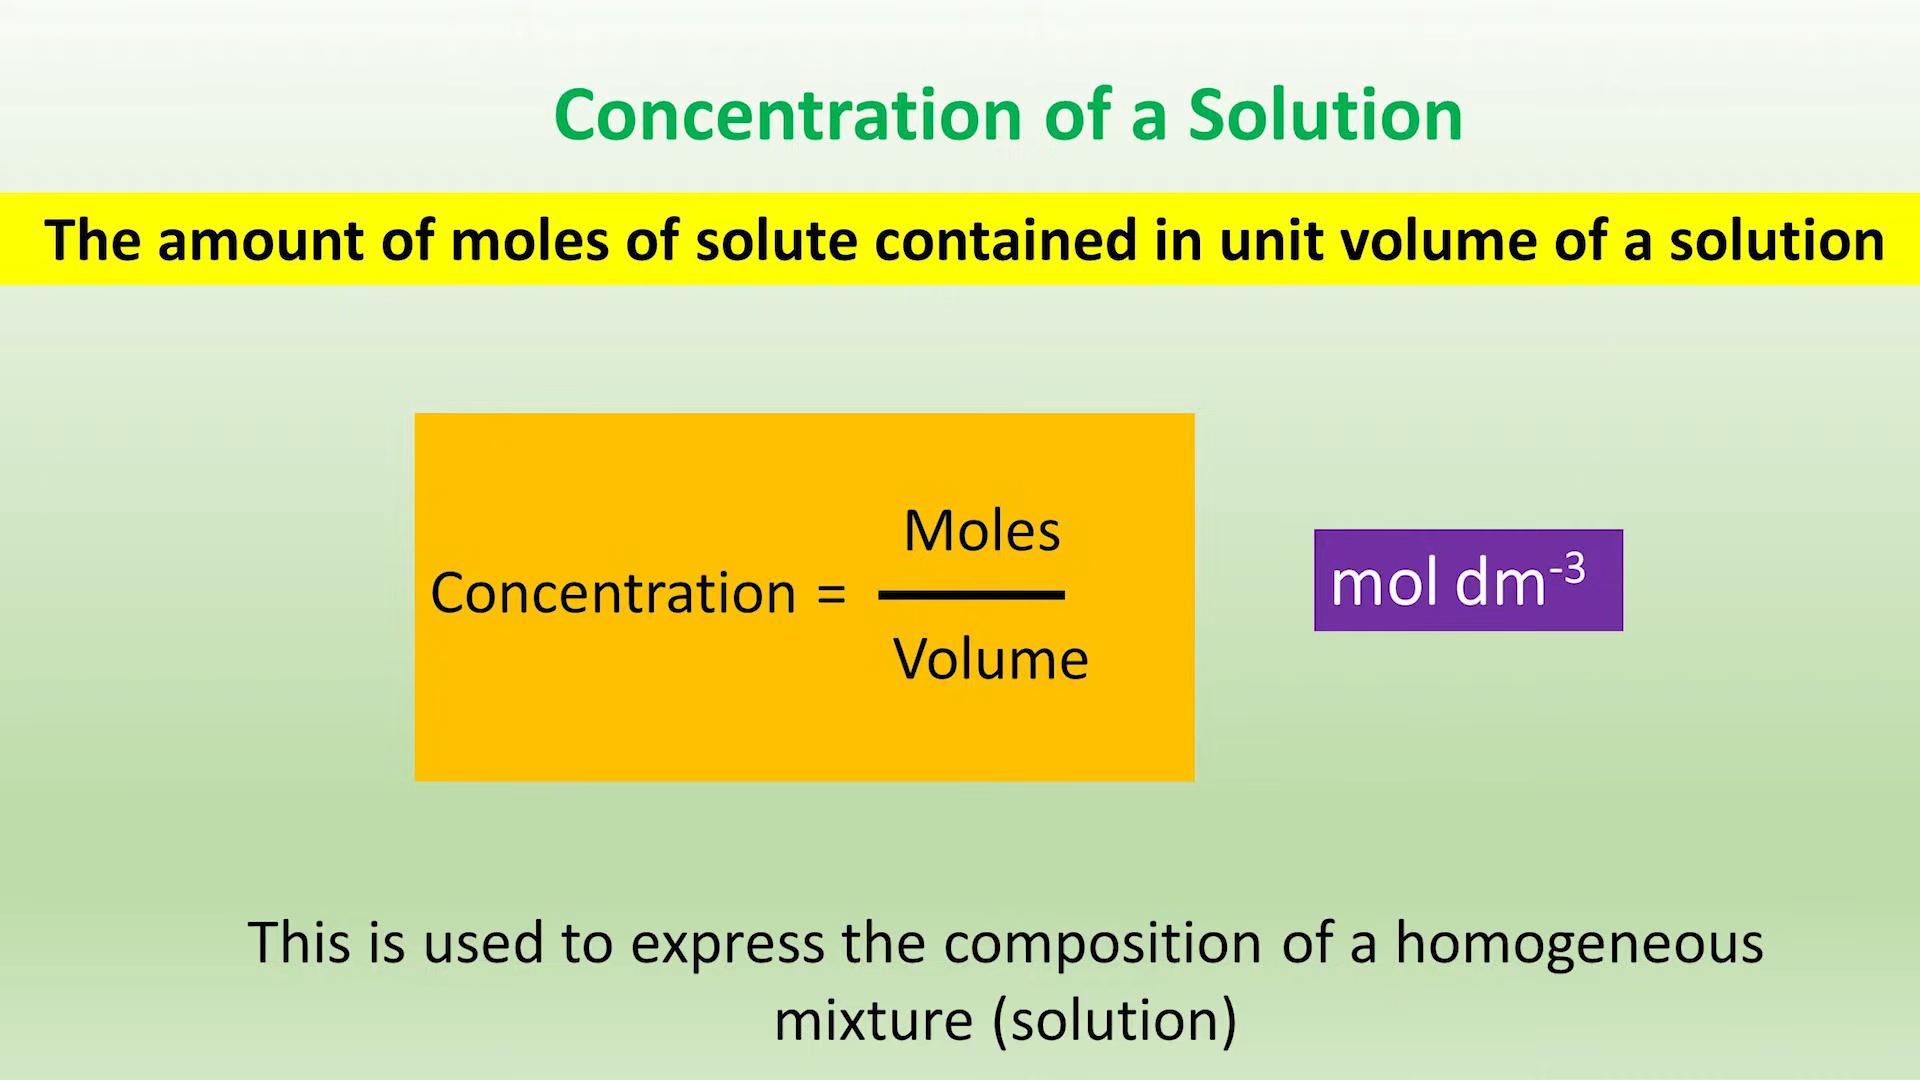 Concentration of a Solution
The amount of moles of solute contained in unit volume of a solution
Moles
Concentration =
Volume
mol dm⁻³
This is used to express the composition of a homogeneous
mixture (solution)